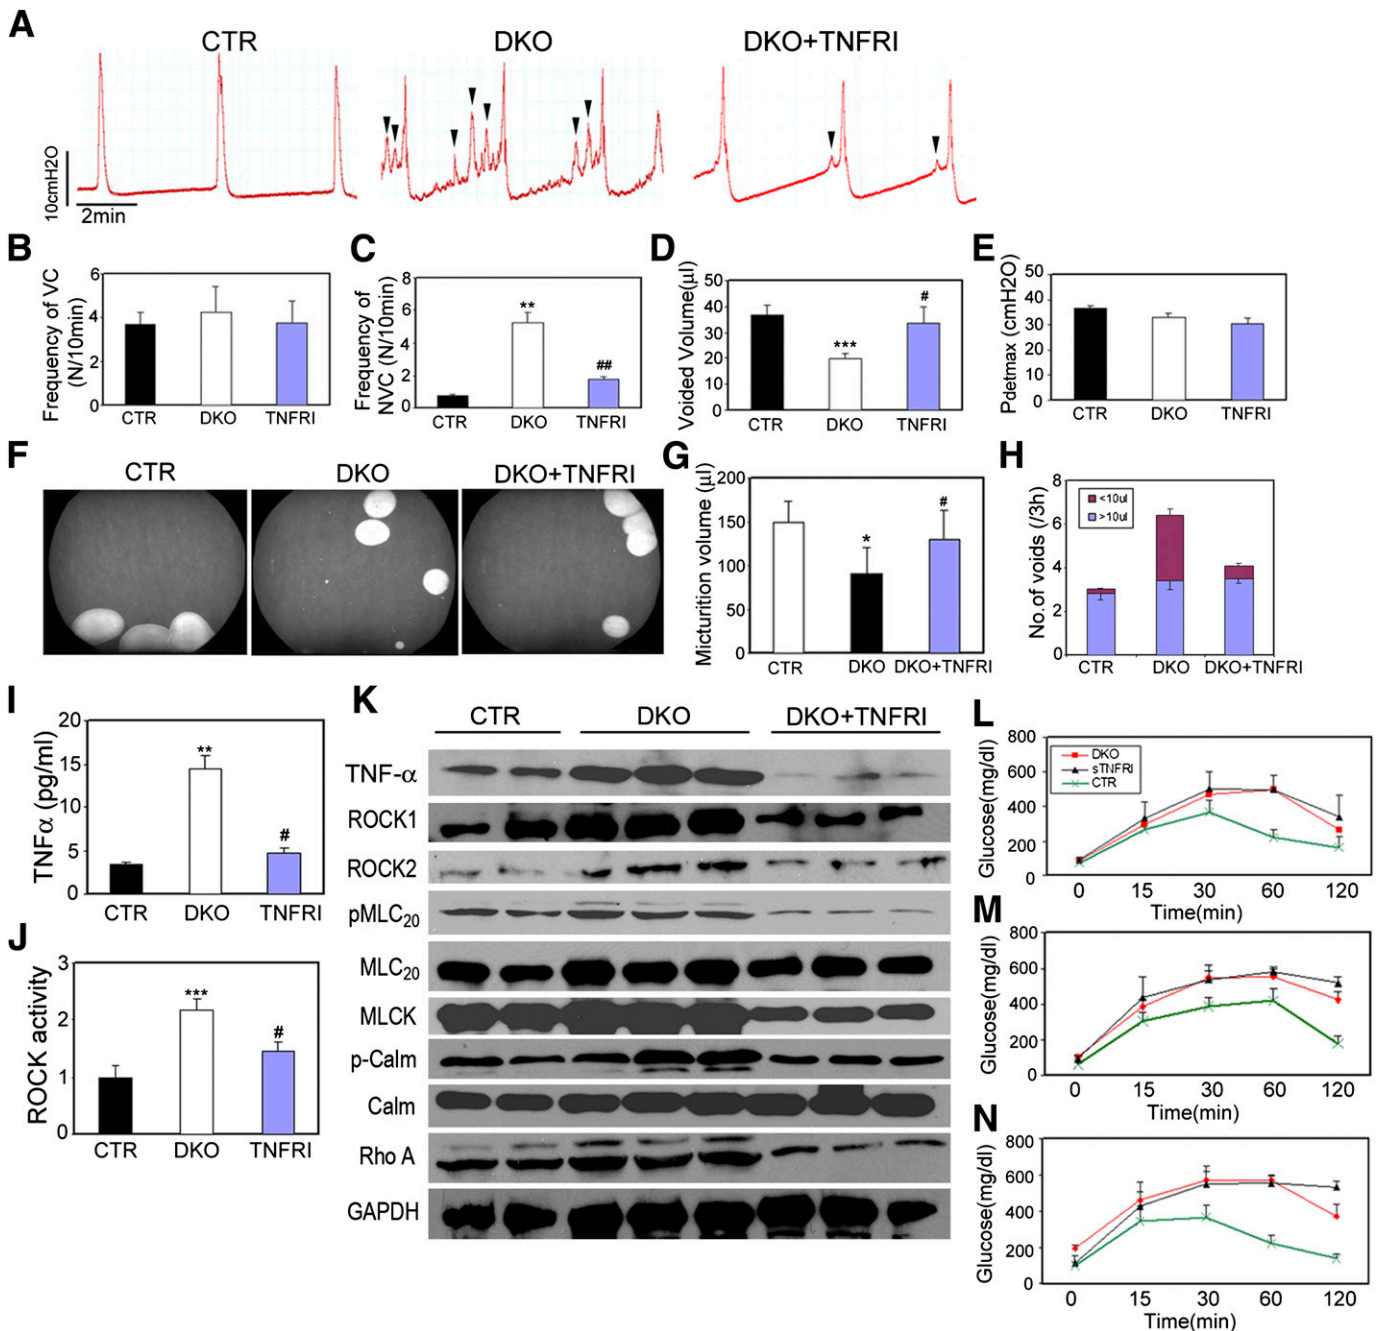 A
CTR DKO DKO+TNFRI
10cmH2O
2min
B
Frequency of VC
(N/10min)
6
4
2
0
CTR DKO TNFRI
C
Frequency of
NVC (N/10min)
8
6
4
2
0
**
##
CTR DKO TNFRI
D
Voided Volume(µl)
50
40
30
20
10
0
***
#
CTR DKO TNFRI
E
Pdetmax (cmH2O)
50
40
30
20
10
0
CTR DKO TNFRI
F
CTR DKO DKO+TNFRI
G
Micturition volume (µl)
200
150
100
50
0
*
#
CTR DKO DKO+TNFRI
H
No.of voids (/3h)
8
6
4
2
0
<10ul
>10ul
CTR DKO DKO+TNFRI
I
TNFα (pg/ml)
20
15
10
5
0
**
#
CTR DKO TNFRI
J
ROCK activity
3
2
1
0
***
#
CTR DKO TNFRI
K
CTR DKO DKO+TNFRI
TNF-α
ROCK1
ROCK2
pMLC20
MLC20
MLCK
p-Calm
Calm
Rho A
GAPDH
L
Glucose(mg/dl)
800
600
400
200
0
DKO
sTNFRI
CTR
0 15 30 60 120
Time(min)
M
Glucose(mg/dl)
800
600
400
200
0
0 15 30 60 120
Time(min)
N
Glucose(mg/dl)
800
600
400
200
0
0 15 30 60 120
Time(min)